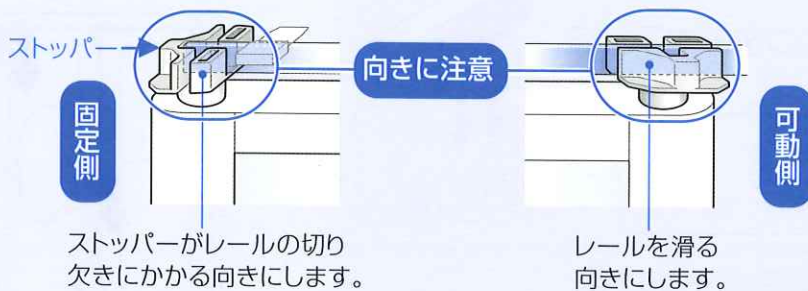 ストッパー
向きに注意
固定側
可動側
ストッパーがレールの切り
欠きにかかる向きにします。
レールを滑る
向きにします。